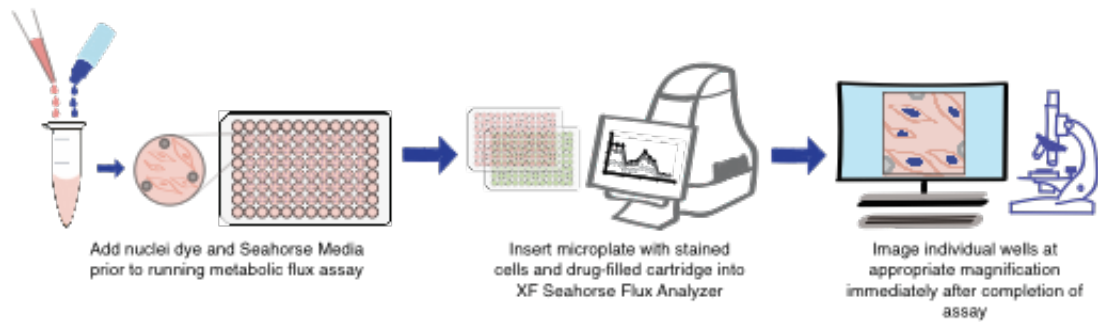 Add nuclei dye and Seahorse Media
prior to running metabolic flux assay
Insert microplate with stained
cells and drug-filled cartridge into
XF Seahorse Flux Analyzer
Image individual wells at
appropriate magnification
immediately after completion of
assay